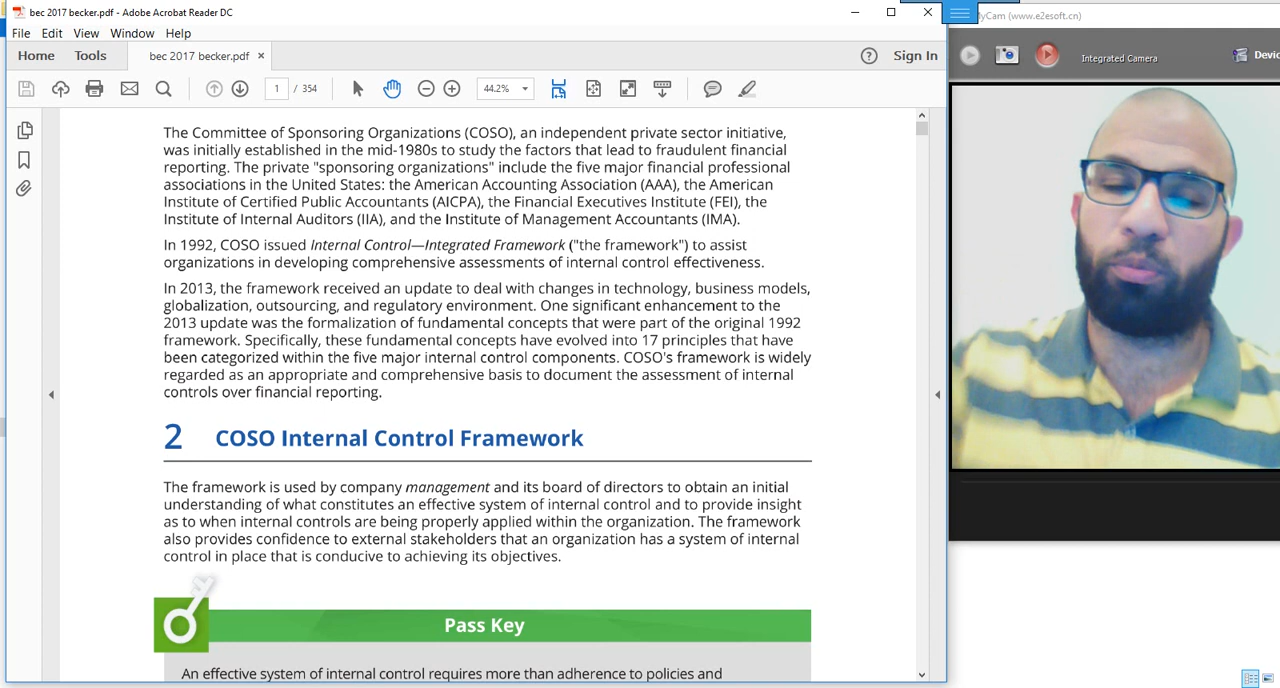 bec 2017 becker.pdf - Adobe Acrobat Reader DC
File Edit View Window Help
Home Tools bec 2017 becker.pdf × Sign In
1 / 354 44.2%
The Committee of Sponsoring Organizations (COSO), an independent private sector initiative,
was initially established in the mid-1980s to study the factors that lead to fraudulent financial
reporting. The private "sponsoring organizations" include the five major financial professional
associations in the United States: the American Accounting Association (AAA), the American
Institute of Certified Public Accountants (AICPA), the Financial Executives Institute (FEI), the
Institute of Internal Auditors (IIA), and the Institute of Management Accountants (IMA).
In 1992, COSO issued Internal Control—Integrated Framework ("the framework") to assist
organizations in developing comprehensive assessments of internal control effectiveness.
In 2013, the framework received an update to deal with changes in technology, business models,
globalization, outsourcing, and regulatory environment. One significant enhancement to the
2013 update was the formalization of fundamental concepts that were part of the original 1992
framework. Specifically, these fundamental concepts have evolved into 17 principles that have
been categorized within the five major internal control components. COSO's framework is widely
regarded as an appropriate and comprehensive basis to document the assessment of internal
controls over financial reporting.
2 COSO Internal Control Framework
The framework is used by company management and its board of directors to obtain an initial
understanding of what constitutes an effective system of internal control and to provide insight
as to when internal controls are being properly applied within the organization. The framework
also provides confidence to external stakeholders that an organization has a system of internal
control in place that is conducive to achieving its objectives.
Pass Key
An effective system of internal control requires more than adherence to policies and
yCam (www.e2esoft.cn)
Integrated Camera
Devic